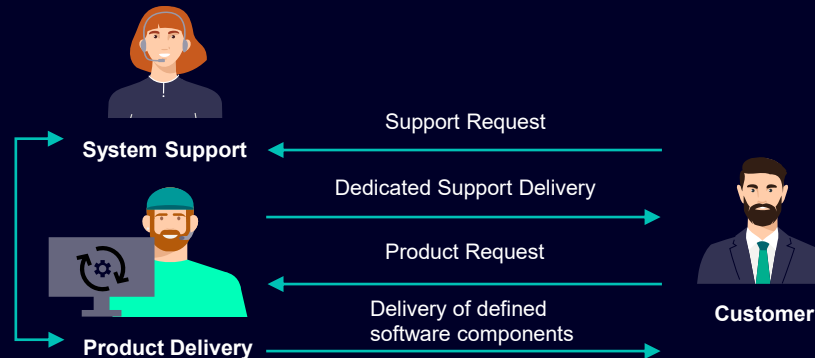 Support Request
System Support
Dedicated Support Delivery
Product Request
Delivery of defined
software components
Customer
Product Delivery